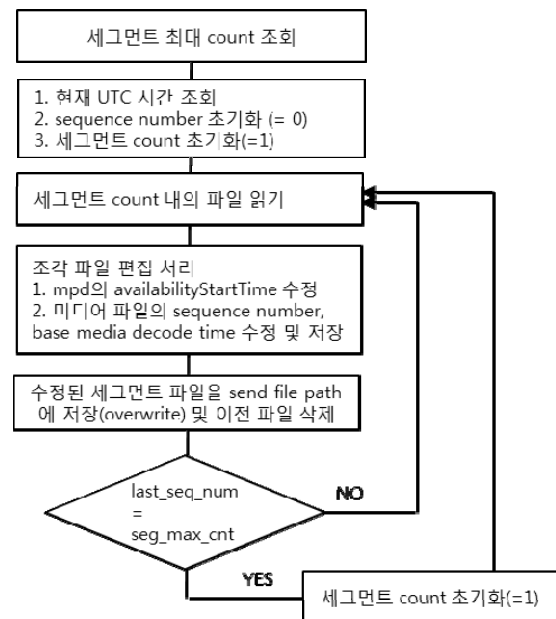 세그먼트 최대 count 조회
1. 현재 UTC 시간 조회
2. sequence number 초기화 (= 0)
3. 세그먼트 count 초기화(=1)
세그먼트 count 내의 파일 읽기
조각 파일 편집 서리
1. mpd의 availabilityStartTime 수정
2. 미디어 파일의 sequence number,
base media decode time 수정 및 저장
수정된 세그먼트 파일을 send file path
에 저장(overwrite) 및 이전 파일 삭제
last_seq_num
=
seg_max_cnt
NO
YES
세그먼트 count 초기화(=1)